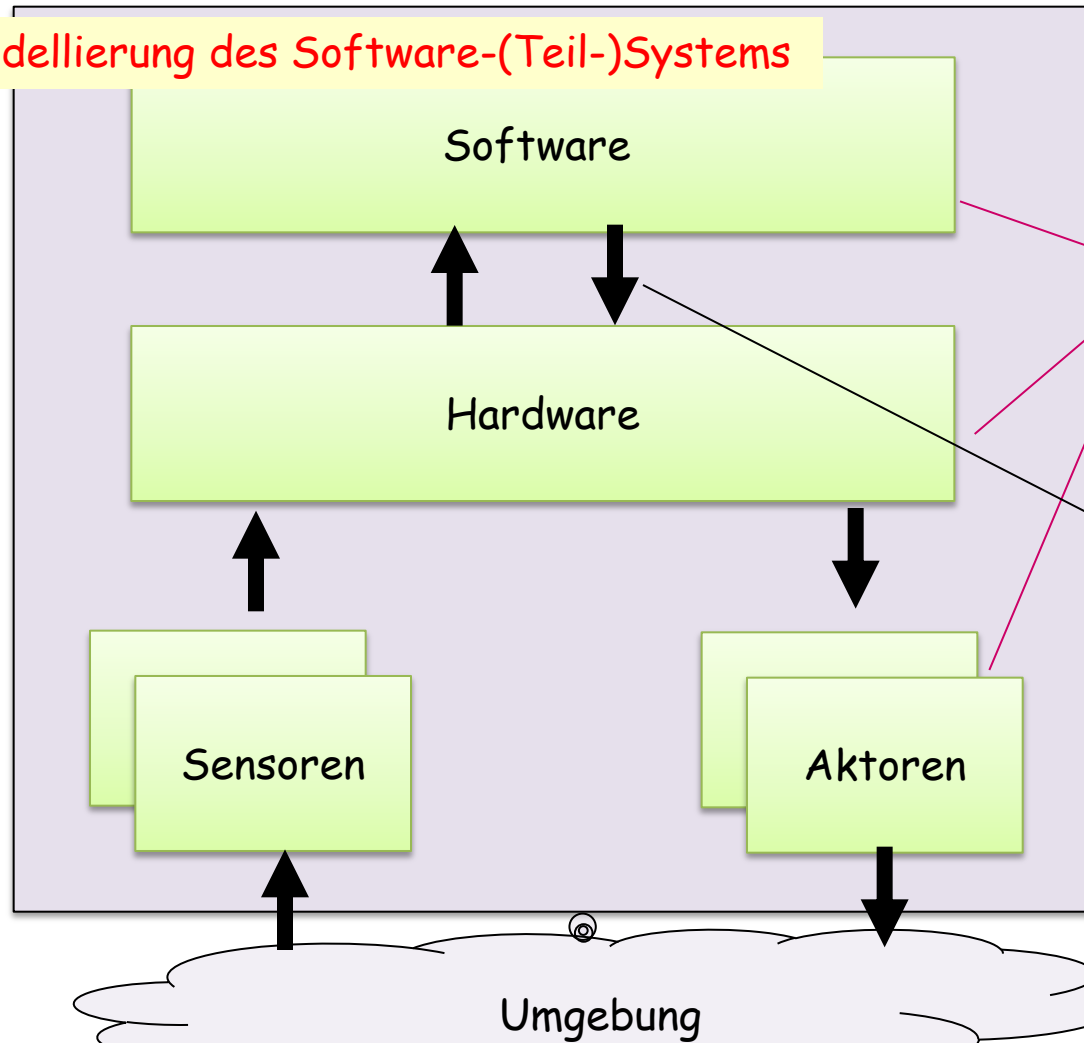 dellierung des Software-(Teil-)Systems
Software
Hardware
Sensoren
Aktoren
Umgebung